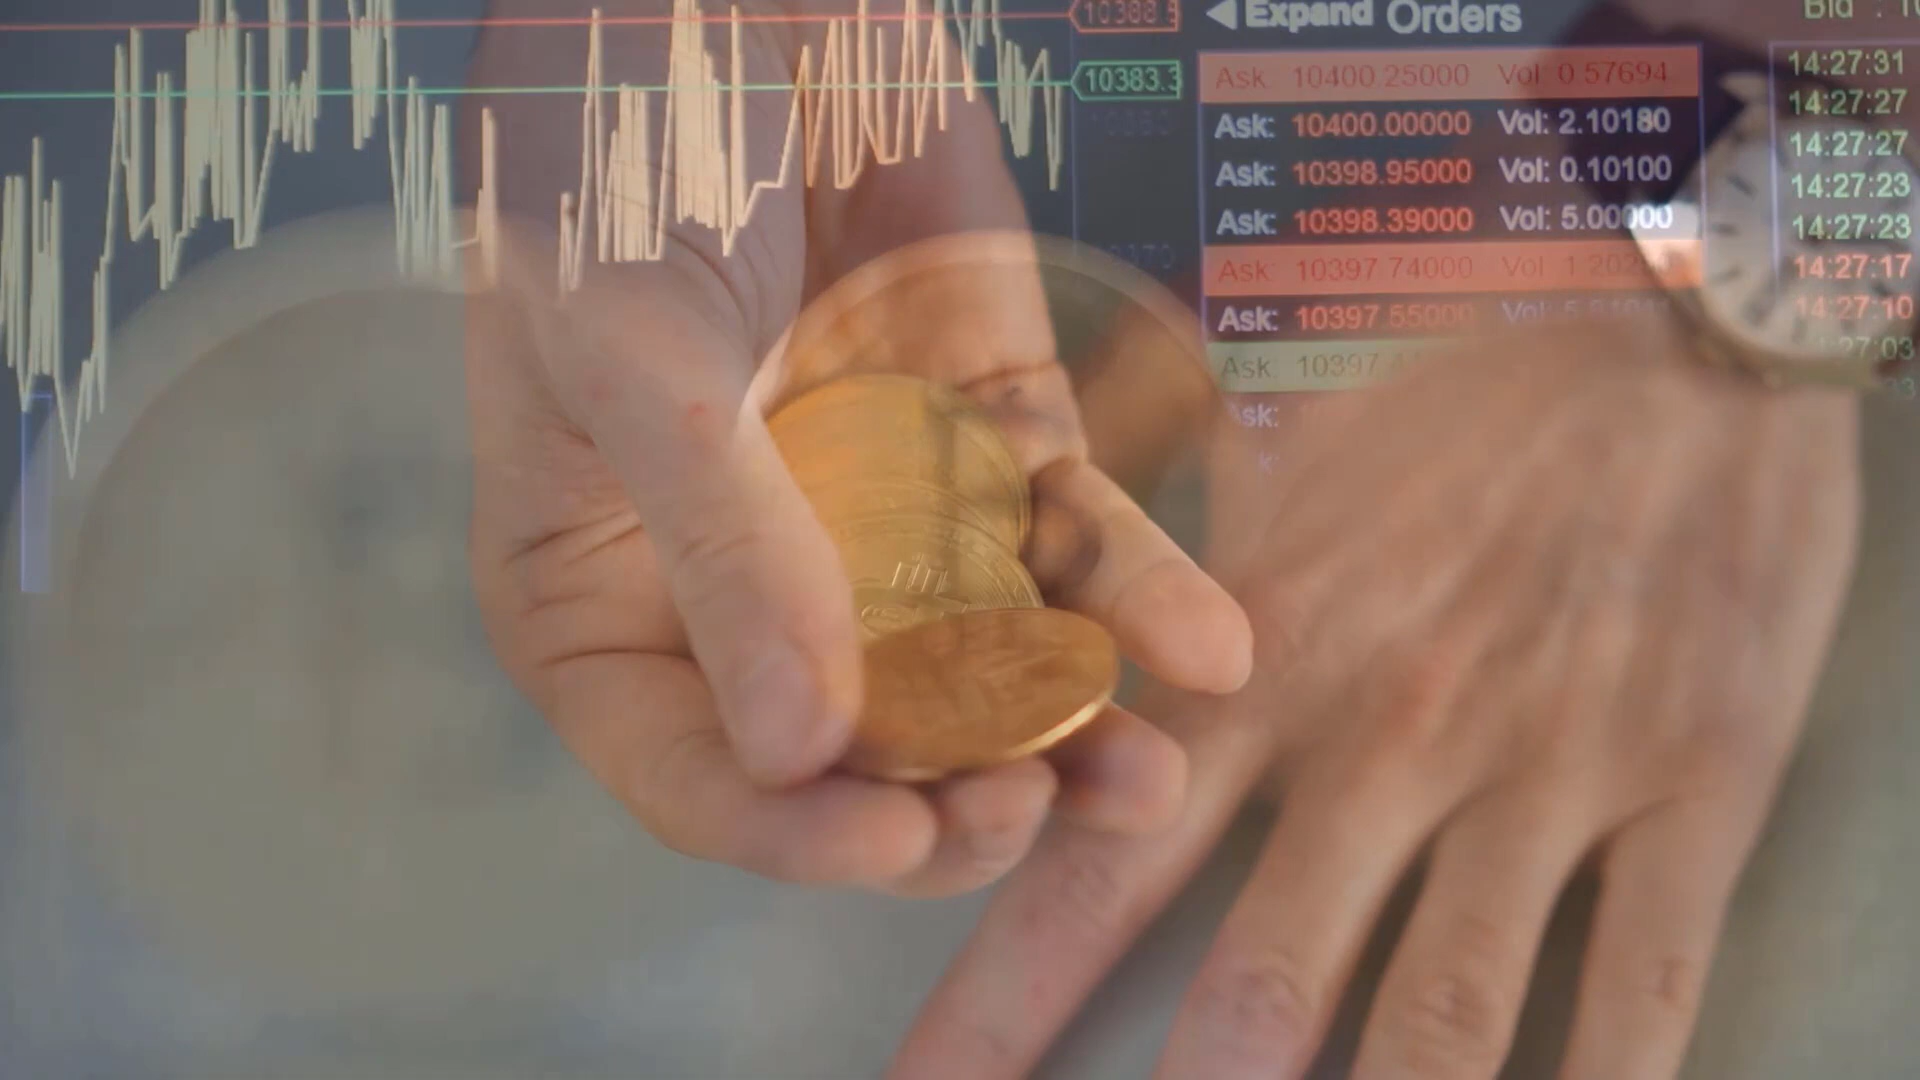 10388.5
10383.3
Expand Orders
Ask: 10400.25000 Vol: 0.57694
Ask: 10400.00000 Vol: 2.10180
Ask: 10398.95000 Vol: 0.10100
Ask: 10398.39000 Vol: 5.00000
Ask: 10397.74000 Vol:
Ask: 10397.55000 Vol:
Ask: 10397
Ask:
Bid :
14:27:31
14:27:27
14:27:27
14:27:23
14:27:23
14:27:17
14:27:10